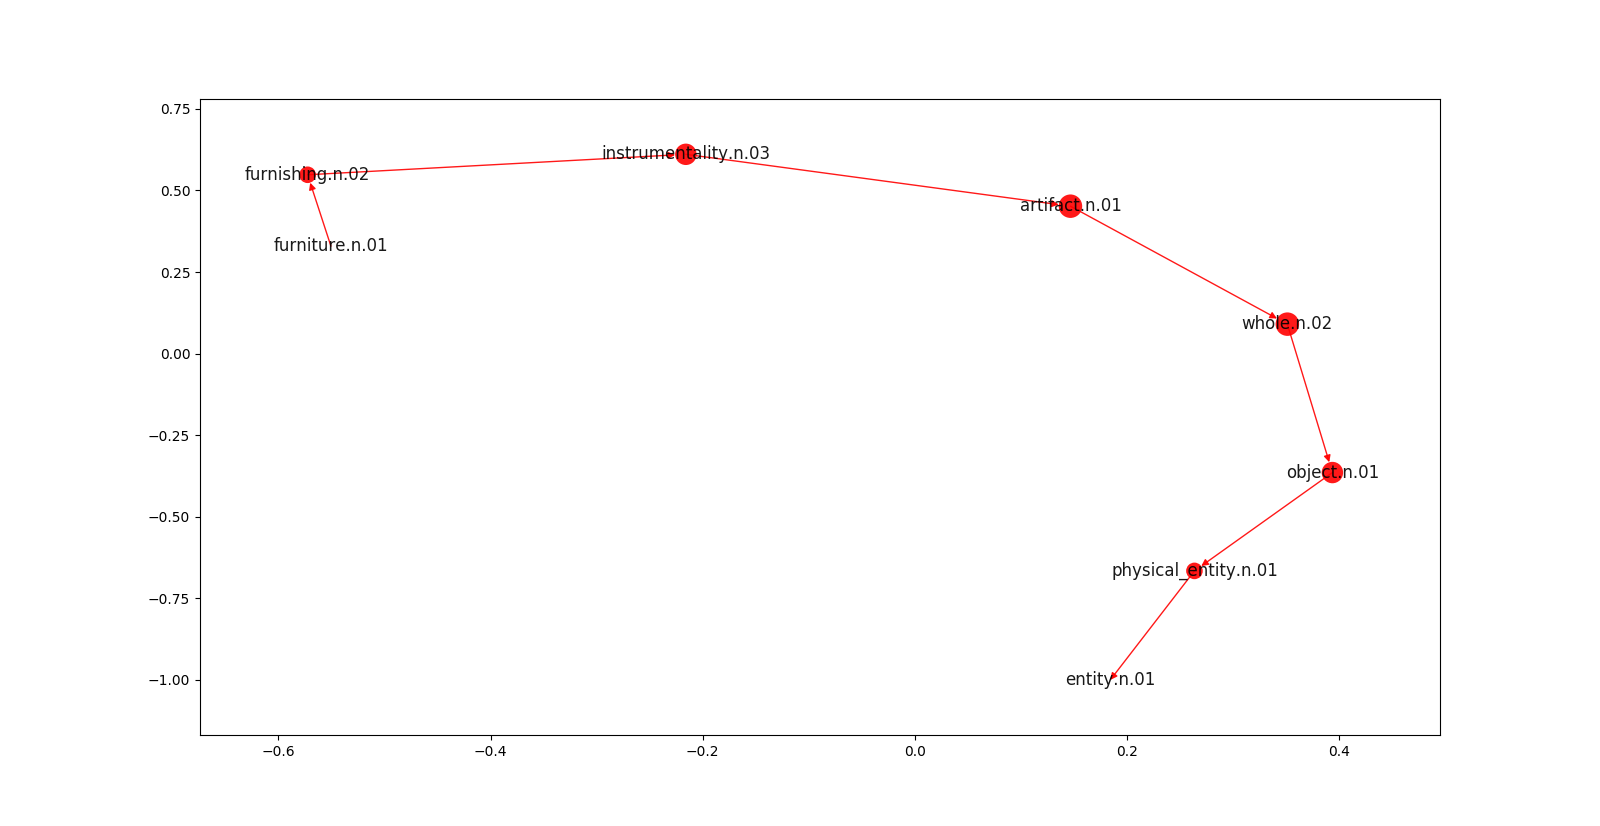 0.75
instrumentality.n.03
furnishing.n.02
0.50
artifact.n.01
furniture.n.01
0.25
whole.n.02
0.00
−0.25
object.n.01
−0.50
physical_entity.n.01
−0.75
entity.n.01
−1.00
−0.6 −0.4 −0.2 0.0 0.2 0.4